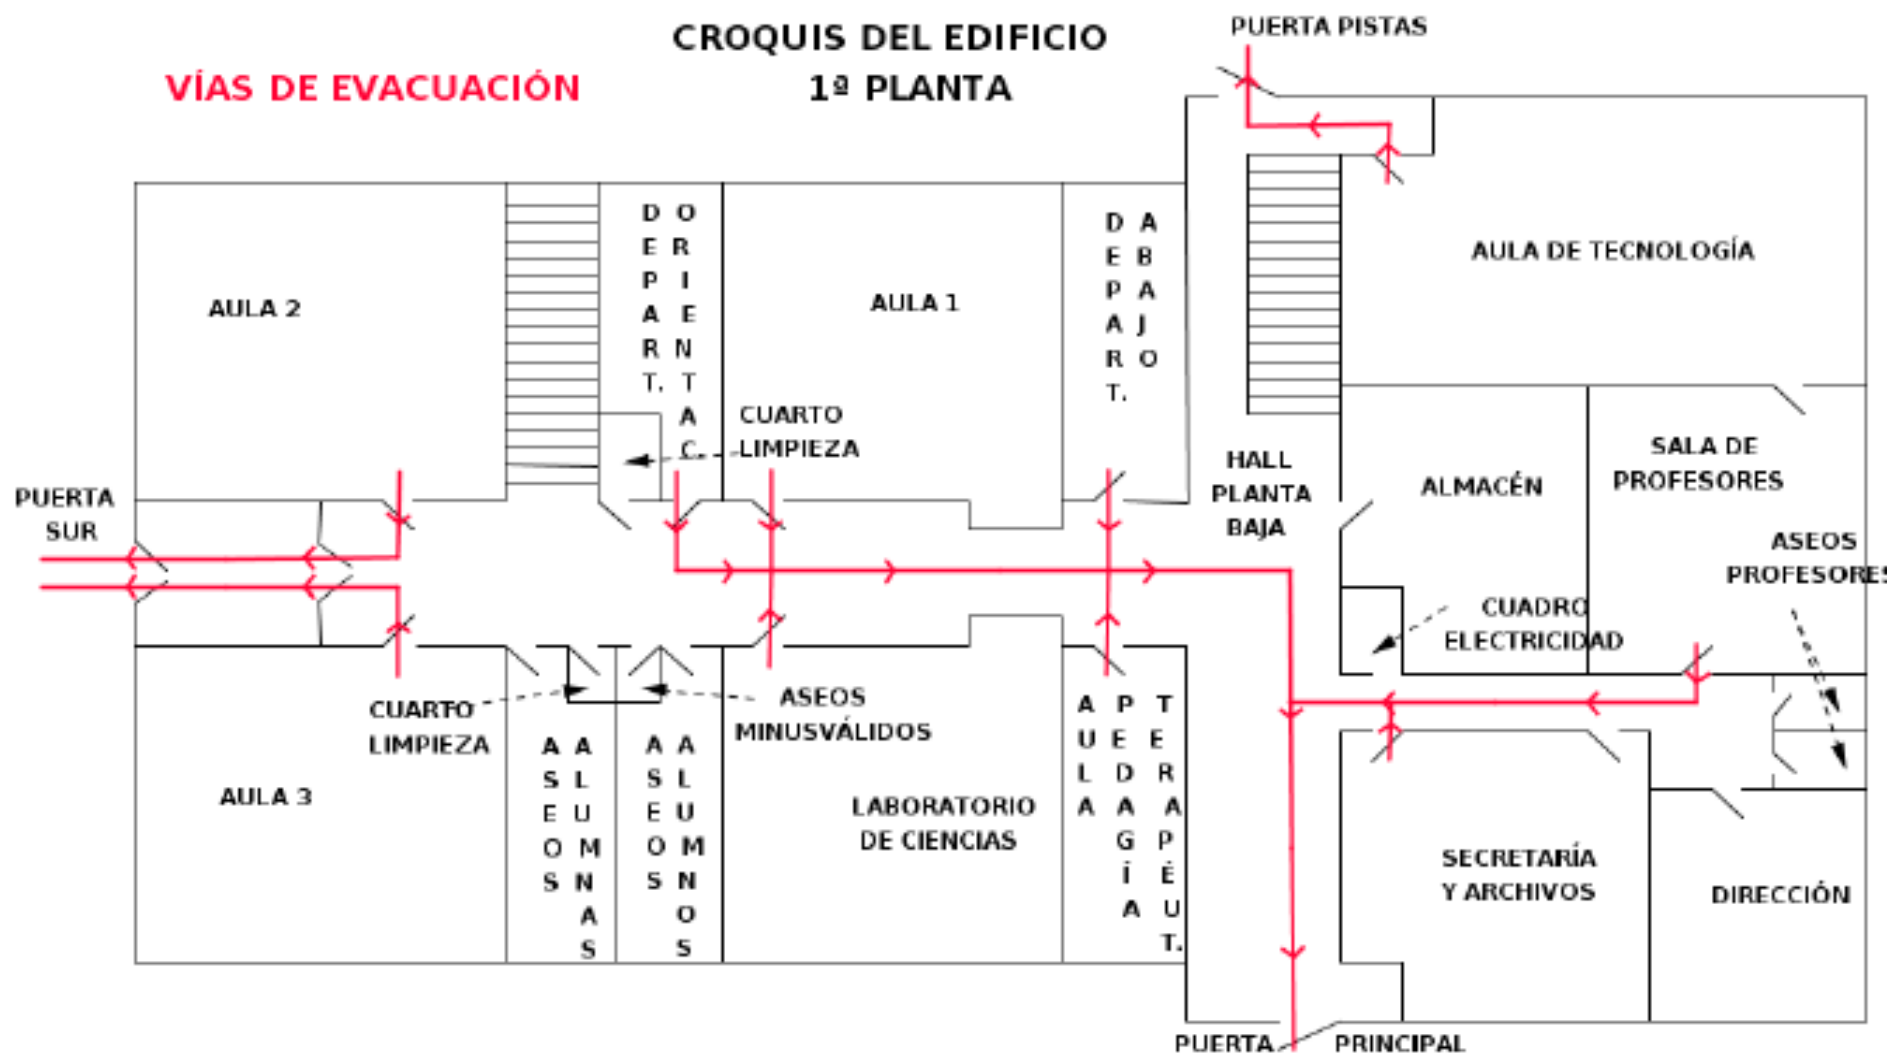 CROQUIS DEL EDIFICIO
1ª PLANTA
VÍAS DE EVACUACIÓN
PUERTA PISTAS
AULA 2
DEPART.
ORIENTAC.
AULA 1
DEPART.
ABAJO
AULA DE TECNOLOGÍA
CUARTO
LIMPIEZA
HALL
PLANTA
BAJA
ALMACÉN
SALA DE
PROFESORES
PUERTA
SUR
ASEOS
PROFESORES
CUADRO
ELECTRICIDAD
CUARTO
LIMPIEZA
ASEOS
MINUSVÁLIDOS
AULA 3
ASEOS
ALUMNAS
ASEOS
ALUMNOS
LABORATORIO
DE CIENCIAS
AULA
PEDAGÍA
TERAPÉUT.
SECRETARÍA
Y ARCHIVOS
DIRECCIÓN
PUERTA PRINCIPAL